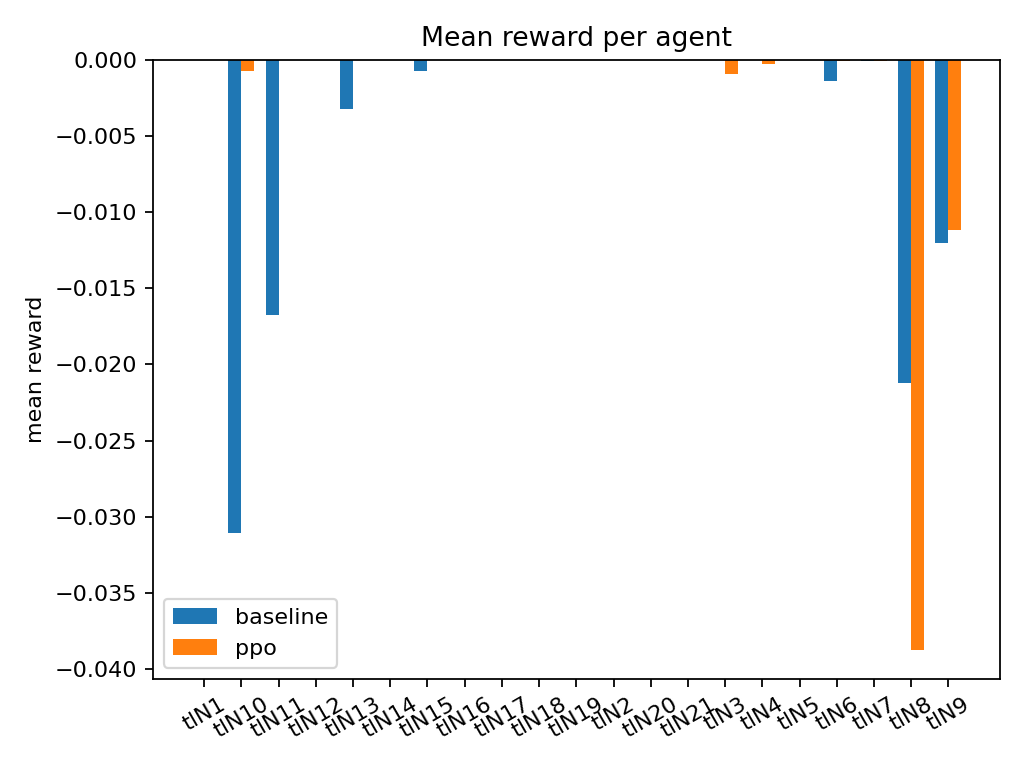 Mean reward per agent
0.000
−0.005
−0.010
−0.015
−0.020
−0.025
−0.030
−0.035
−0.040
mean reward
baseline
ppo
tlN1
tlN10
tlN11
tlN12
tlN13
tlN14
tlN15
tlN16
tlN17
tlN18
tlN19
tlN2
tlN20
tlN21
tlN3
tlN4
tlN5
tlN6
tlN7
tlN8
tlN9